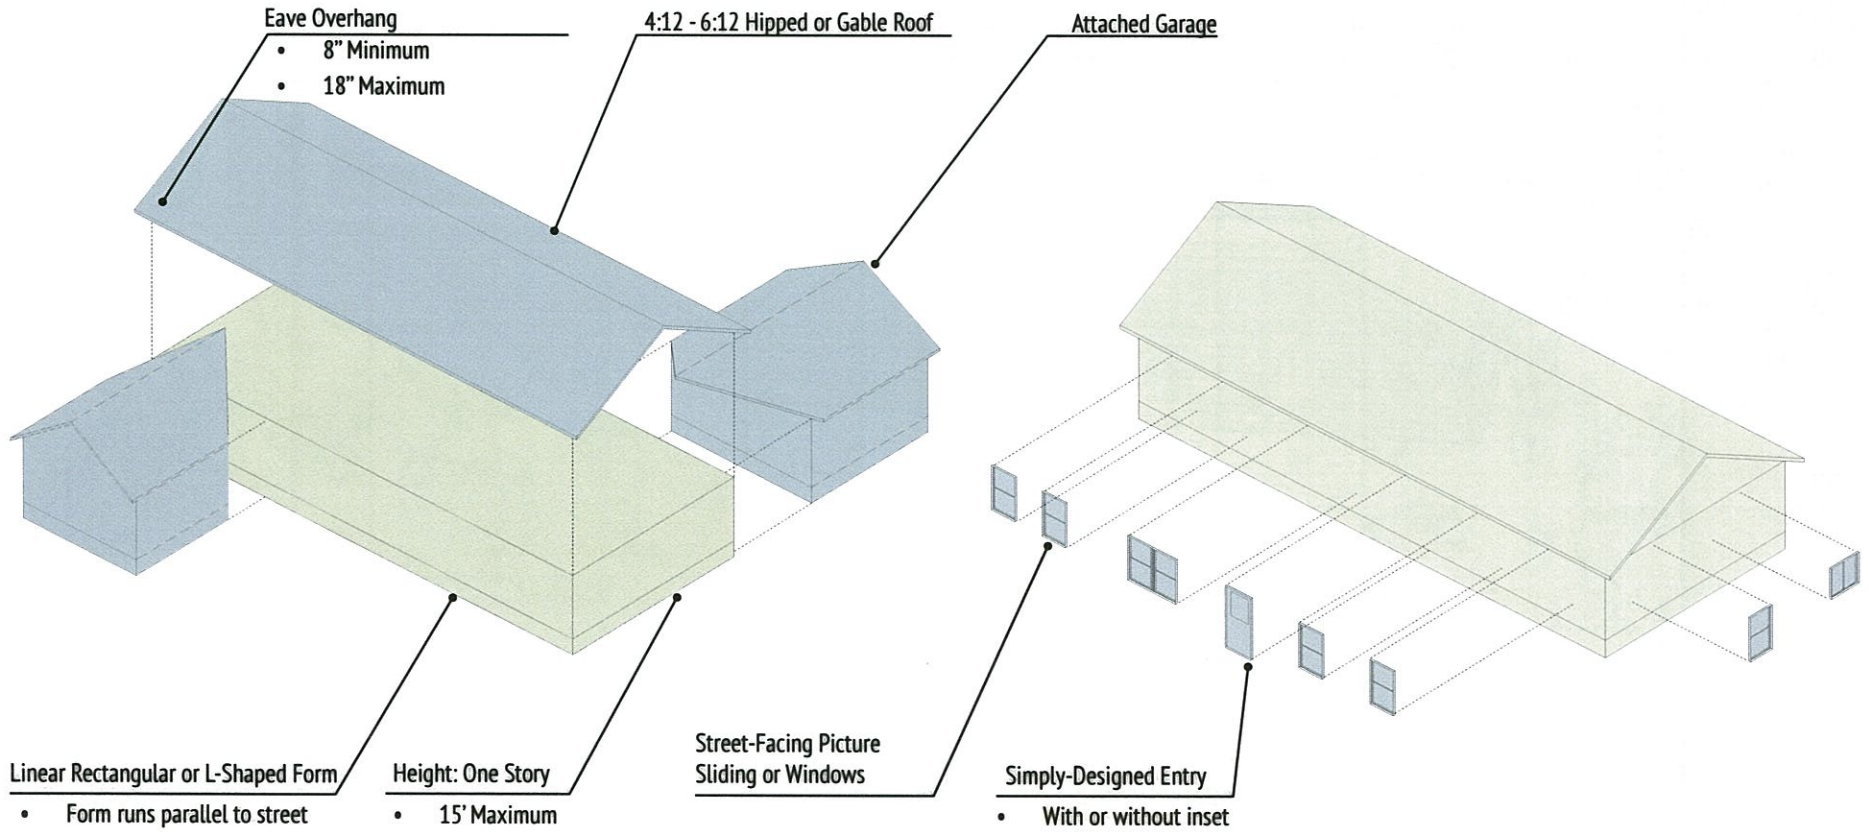 Eave Overhang
• 8” Minimum
• 18” Maximum
4:12 - 6:12 Hipped or Gable Roof
Attached Garage
Linear Rectangular or L-Shaped Form
• Form runs parallel to street
Height: One Story
• 15’ Maximum
Street-Facing Picture
Sliding or Windows
Simply-Designed Entry
• With or without inset